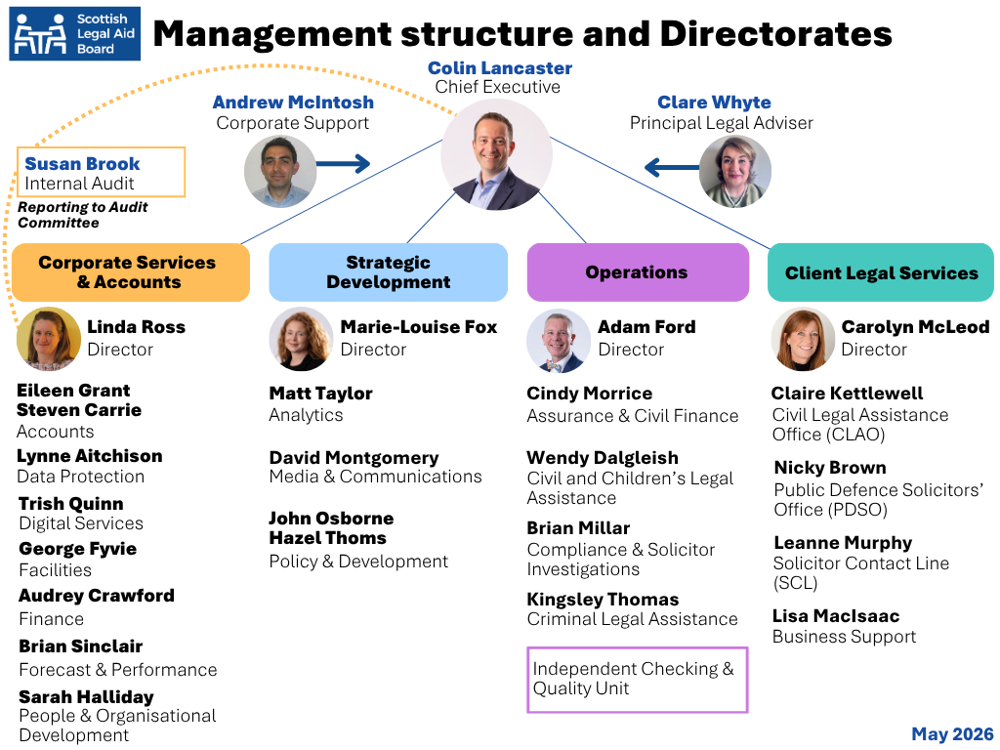 Scottish
Legal Aid
Board
Management structure and Directorates
Colin Lancaster
Chief Executive
Andrew McIntosh
Corporate Support
Clare Whyte
Principal Legal Adviser
Susan Brook
Internal Audit
Reporting to Audit
Committee
Corporate Services
& Accounts
Linda Ross
Director
Eileen Grant
Steven Carrie
Accounts
Lynne Aitchison
Data Protection
Trish Quinn
Digital Services
George Fyvie
Facilities
Audrey Crawford
Finance
Brian Sinclair
Forecast & Performance
Sarah Halliday
People & Organisational
Development
Strategic
Development
Marie-Louise Fox
Director
Matt Taylor
Analytics
David Montgomery
Media & Communications
John Osborne
Hazel Thoms
Policy & Development
Operations
Adam Ford
Director
Cindy Morrice
Assurance & Civil Finance
Wendy Dalgleish
Civil and Children's Legal
Assistance
Brian Millar
Compliance & Solicitor
Investigations
Kingsley Thomas
Criminal Legal Assistance
Independent Checking &
Quality Unit
Client Legal Services
Carolyn McLeod
Director
Claire Kettlewell
Civil Legal Assistance
Office (CLAO)
Nicky Brown
Public Defence Solicitors'
Office (PDSO)
Leanne Murphy
Solicitor Contact Line
(SCL)
Lisa MacIsaac
Business Support
May 2026